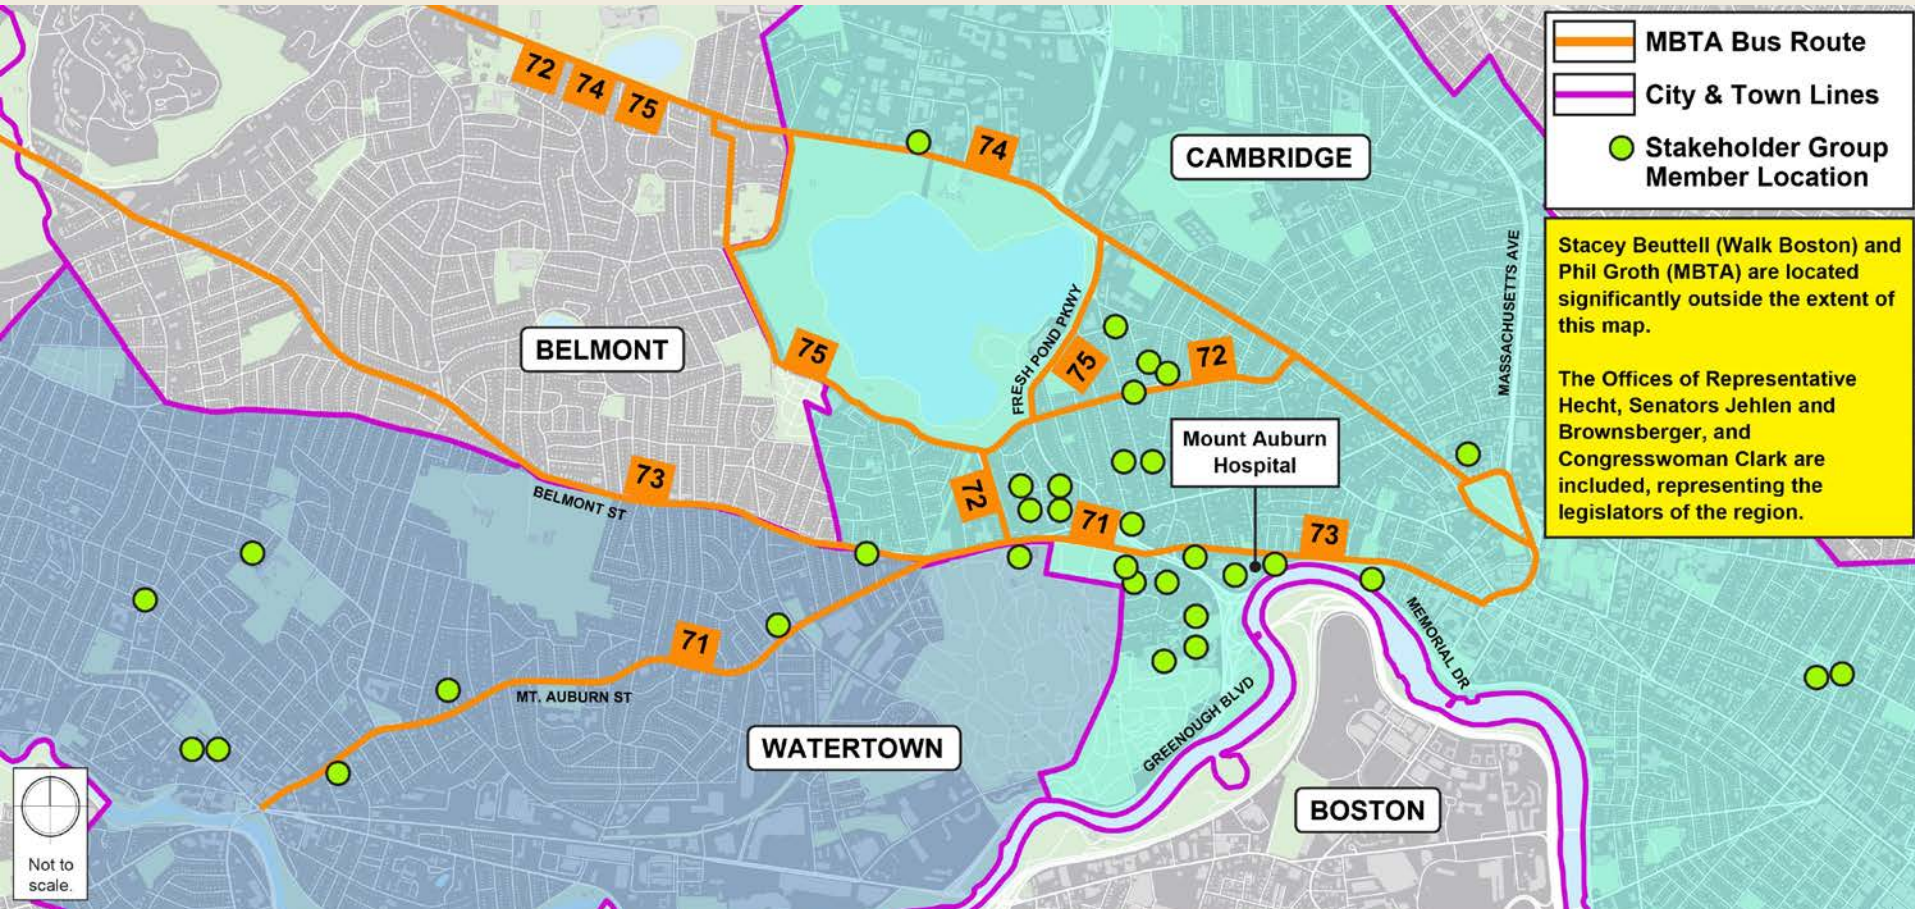 MBTA Bus Route
City & Town Lines
Stakeholder Group
Member Location
Stacey Beuttell (Walk Boston) and
Phil Groth (MBTA) are located
significantly outside the extent of
this map.
The Offices of Representative
Hecht, Senators Jehlen and
Brownsberger, and
Congresswoman Clark are
included, representing the
legislators of the region.
72
74
75
74
CAMBRIDGE
MASSACHUSETTS AVE
BELMONT
75
FRESH POND PKWY
75
72
Mount Auburn
Hospital
73
BELMONT ST
72
71
73
71
MT. AUBURN ST
MEMORIAL DR
GREENOUGH BLVD
WATERTOWN
BOSTON
Not to
scale.